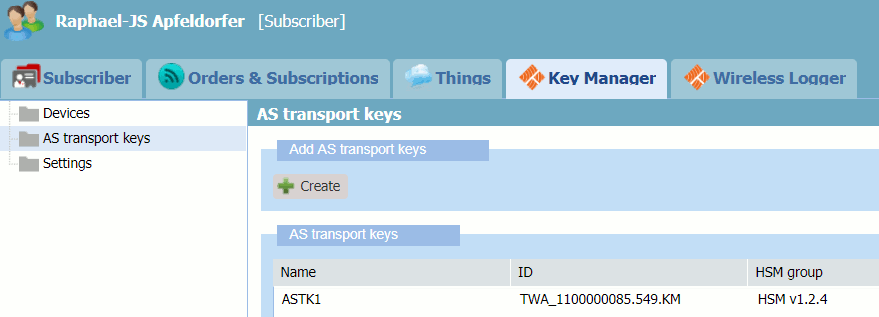 Raphael-JS Apfeldorfer [Subscriber]
Subscriber Orders & Subscriptions Things Key Manager Wireless Logger
Devices
AS transport keys
Settings
AS transport keys
Add AS transport keys
Create
AS transport keys
Name ID HSM group
ASTK1 TWA_1100000085.549.KM HSM v1.2.4